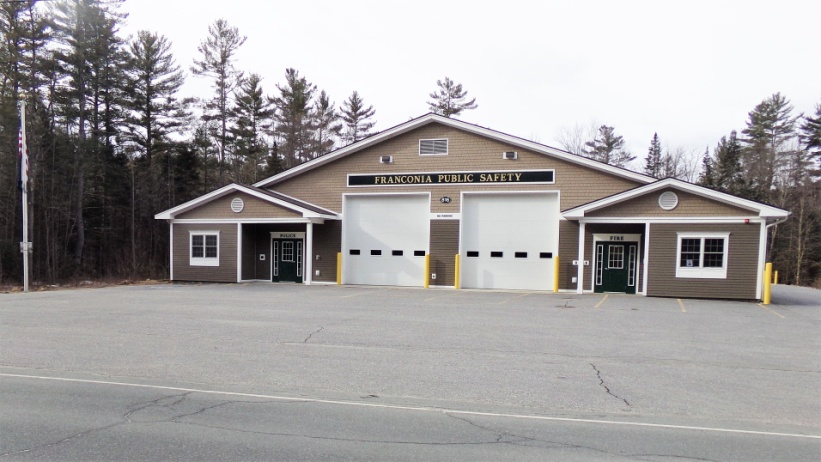 FRANCONIA PUBLIC SAFETY
POLICE
FIRE